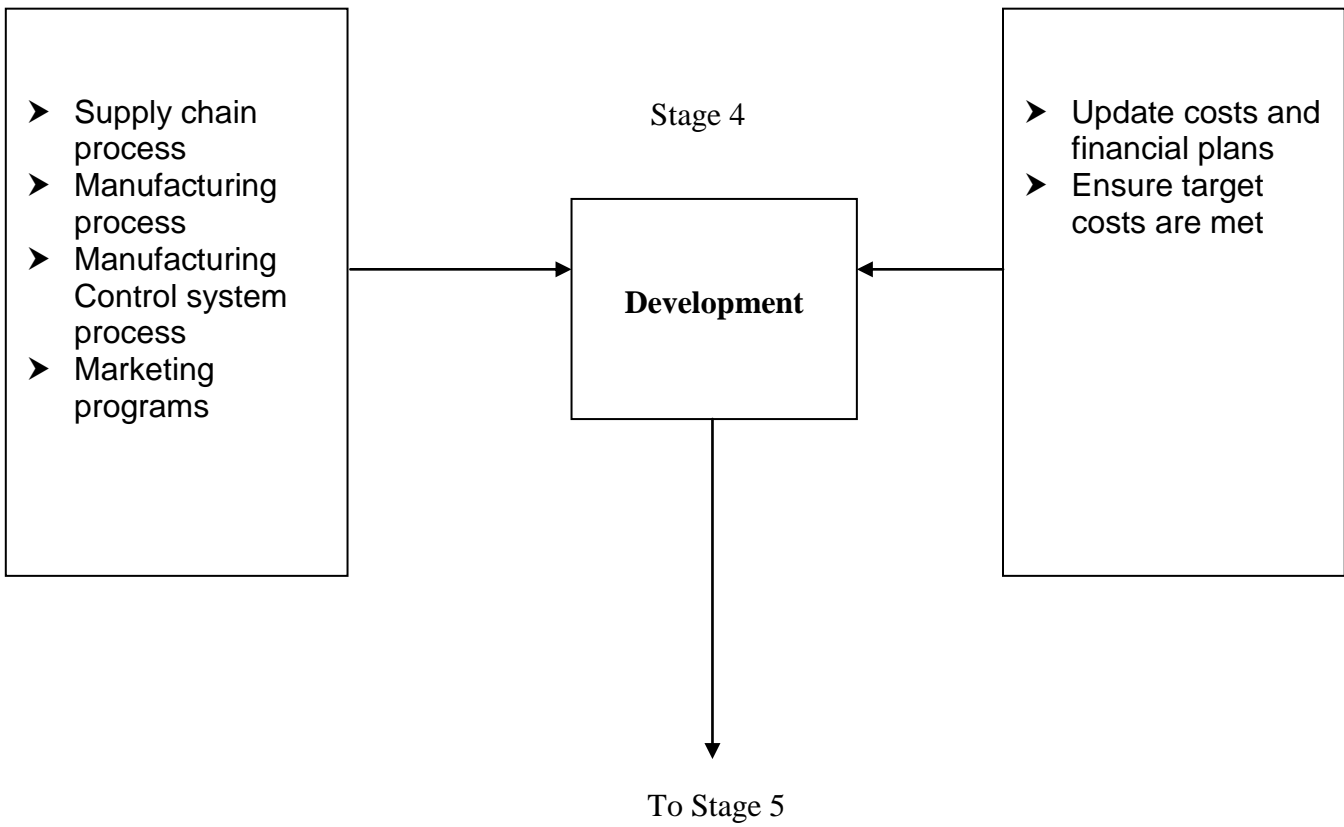 ➤ Supply chain
process
➤ Manufacturing
process
➤ Manufacturing
Control system
process
➤ Marketing
programs
Stage 4
Development
➤ Update costs and
financial plans
➤ Ensure target
costs are met
To Stage 5